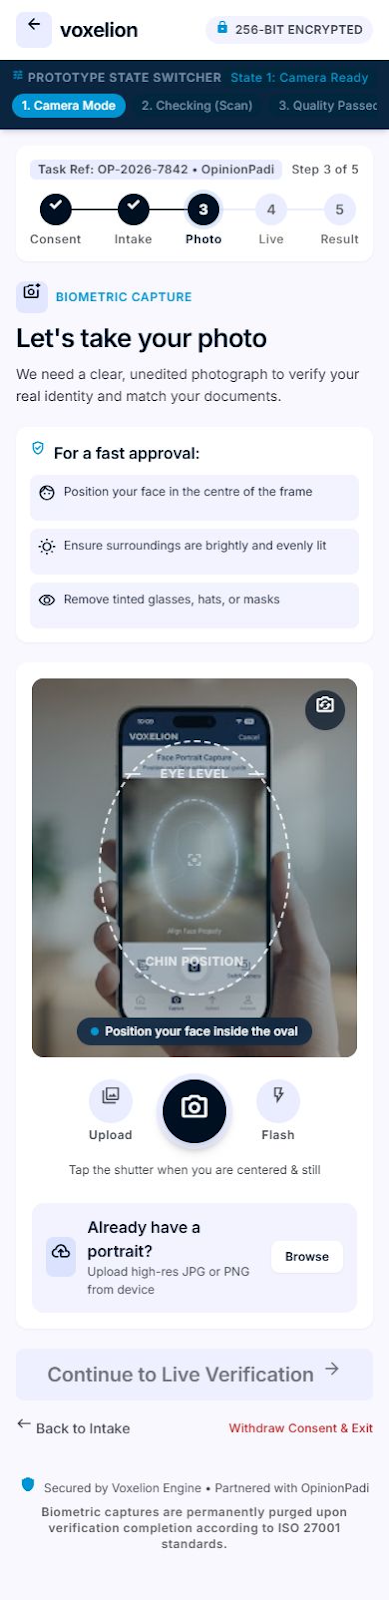 voxelion
256-BIT ENCRYPTED
PROTOTYPE STATE SWITCHER State 1: Camera Ready
1. Camera Mode 2. Checking (Scan) 3. Quality Passed
Task Ref: OP-2026-7842 • OpinionPadi Step 3 of 5
3 4 5
Consent Intake Photo Live Result
BIOMETRIC CAPTURE
Let's take your photo
We need a clear, unedited photograph to verify your
real identity and match your documents.
For a fast approval:
Position your face in the centre of the frame
Ensure surroundings are brightly and evenly lit
Remove tinted glasses, hats, or masks
VOXELION Cancel
Face Portrait Capture
EYE LEVEL
Align Face Properly
CHIN POSITION
Position your face inside the oval
Upload Flash
Tap the shutter when you are centered & still
Already have a
portrait?
Upload high-res JPG or PNG
from device
Browse
Continue to Live Verification →
← Back to Intake Withdraw Consent & Exit
Secured by Voxelion Engine • Partnered with OpinionPadi
Biometric captures are permanently purged upon
verification completion according to ISO 27001
standards.